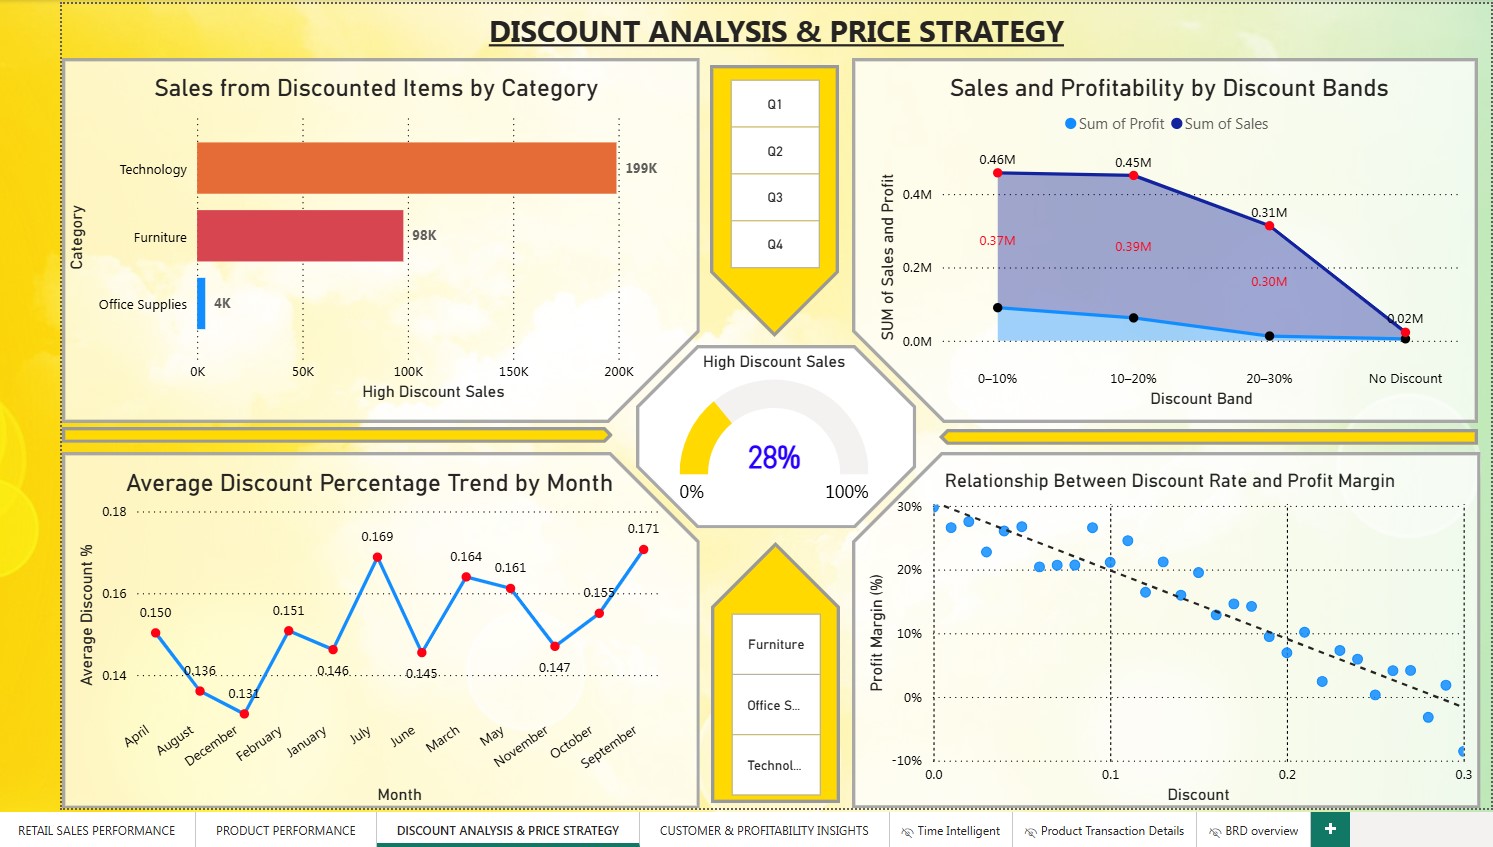 DISCOUNT ANALYSIS & PRICE STRATEGY
Sales from Discounted Items by Category
Category
Technology
199K
Furniture
98K
Office Supplies
4K
0K 50K 100K 150K 200K
High Discount Sales
Q1
Q2
Q3
Q4
Sales and Profitability by Discount Bands
Sum of Profit Sum of Sales
SUM of Sales and Profit
0.4M
0.2M
0.0M
0.46M 0.45M 0.31M 0.02M
0.37M 0.39M 0.30M
0–10% 10–20% 20–30% No Discount
Discount Band
High Discount Sales
28%
0% 100%
Average Discount Percentage Trend by Month
Average Discount %
0.18
0.16
0.14
0.150 0.136 0.131 0.151 0.146 0.169 0.145 0.164 0.161 0.147 0.155 0.171
April August December February January July June March May November October September
Month
Furniture
Office S...
Technol...
Relationship Between Discount Rate and Profit Margin
Profit Margin (%)
30%
20%
10%
0%
-10%
0.0 0.1 0.2 0.3
Discount
RETAIL SALES PERFORMANCE PRODUCT PERFORMANCE DISCOUNT ANALYSIS & PRICE STRATEGY CUSTOMER & PROFITABILITY INSIGHTS Time Intelligent Product Transaction Details BRD overview +